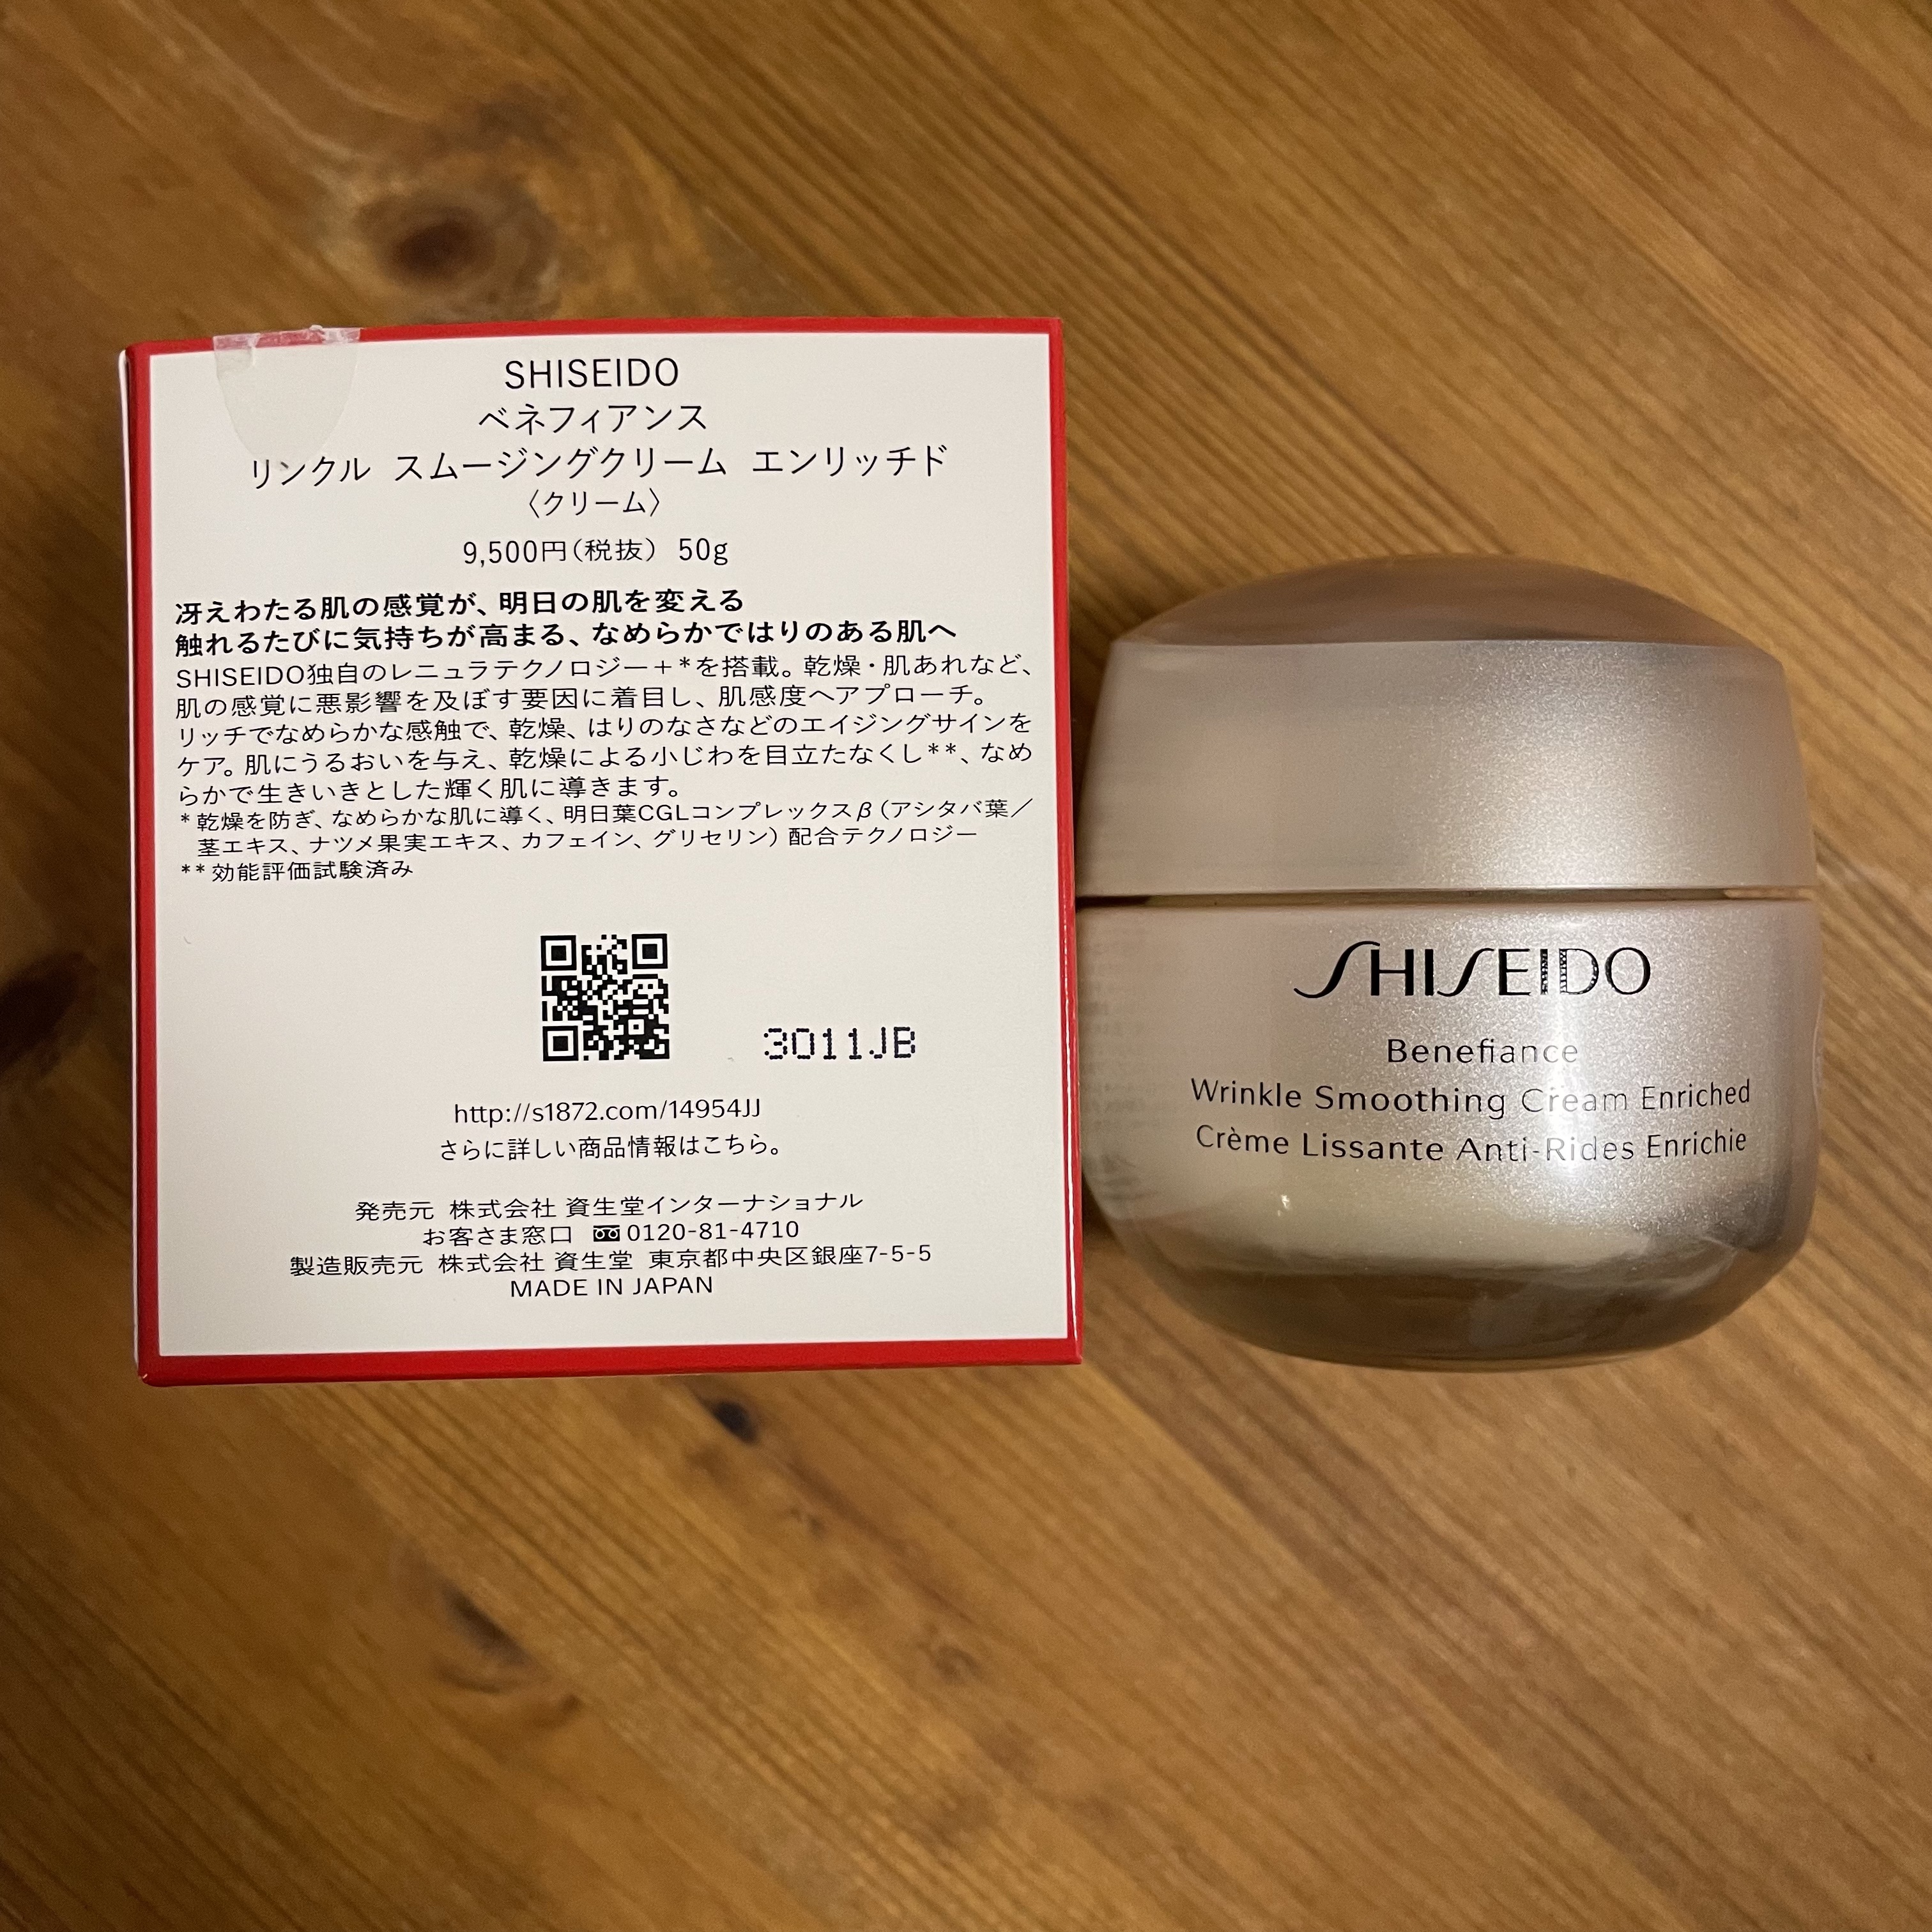 SHISEIDO
ベネフィアンス
リンクル スムージングクリーム エンリッチド
〈クリーム〉
9,500円(税抜) 50g
冴えわたる肌の感覚が、明日の肌を変える
触れるたびに気持ちが高まる、なめらかではりのある肌へ
SHISEIDO独自のレニュラテクノロジー＋*を搭載。乾燥・肌あれなど、
肌の感覚に悪影響を及ぼす要因に着目し、肌感度へアプローチ。
リッチでなめらかな感触で、乾燥、はりのなさなどのエイジングサインを
ケア。肌にうるおいを与え、乾燥による小じわを目立たなくし**、なめ
らかで生きいきとした輝く肌に導きます。
*乾燥を防ぎ、なめらかな肌に導く、明日葉CGLコンプレックスβ(アシタバ葉／
茎エキス、ナツメ果実エキス、カフェイン、グリセリン)配合テクノロジー
**効能評価試験済み
3011JB
http://s1872.com/14954JJ
さらに詳しい商品情報はこちら。
発売元 株式会社 資生堂インターナショナル
お客さま窓口 0120-81-4710
製造販売元 株式会社 資生堂 東京都中央区銀座7-5-5
MADE IN JAPAN
SHISEIDO
Benefiance
Wrinkle Smoothing Cream Enriched
Crème Lissante Anti-Rides Enrichie